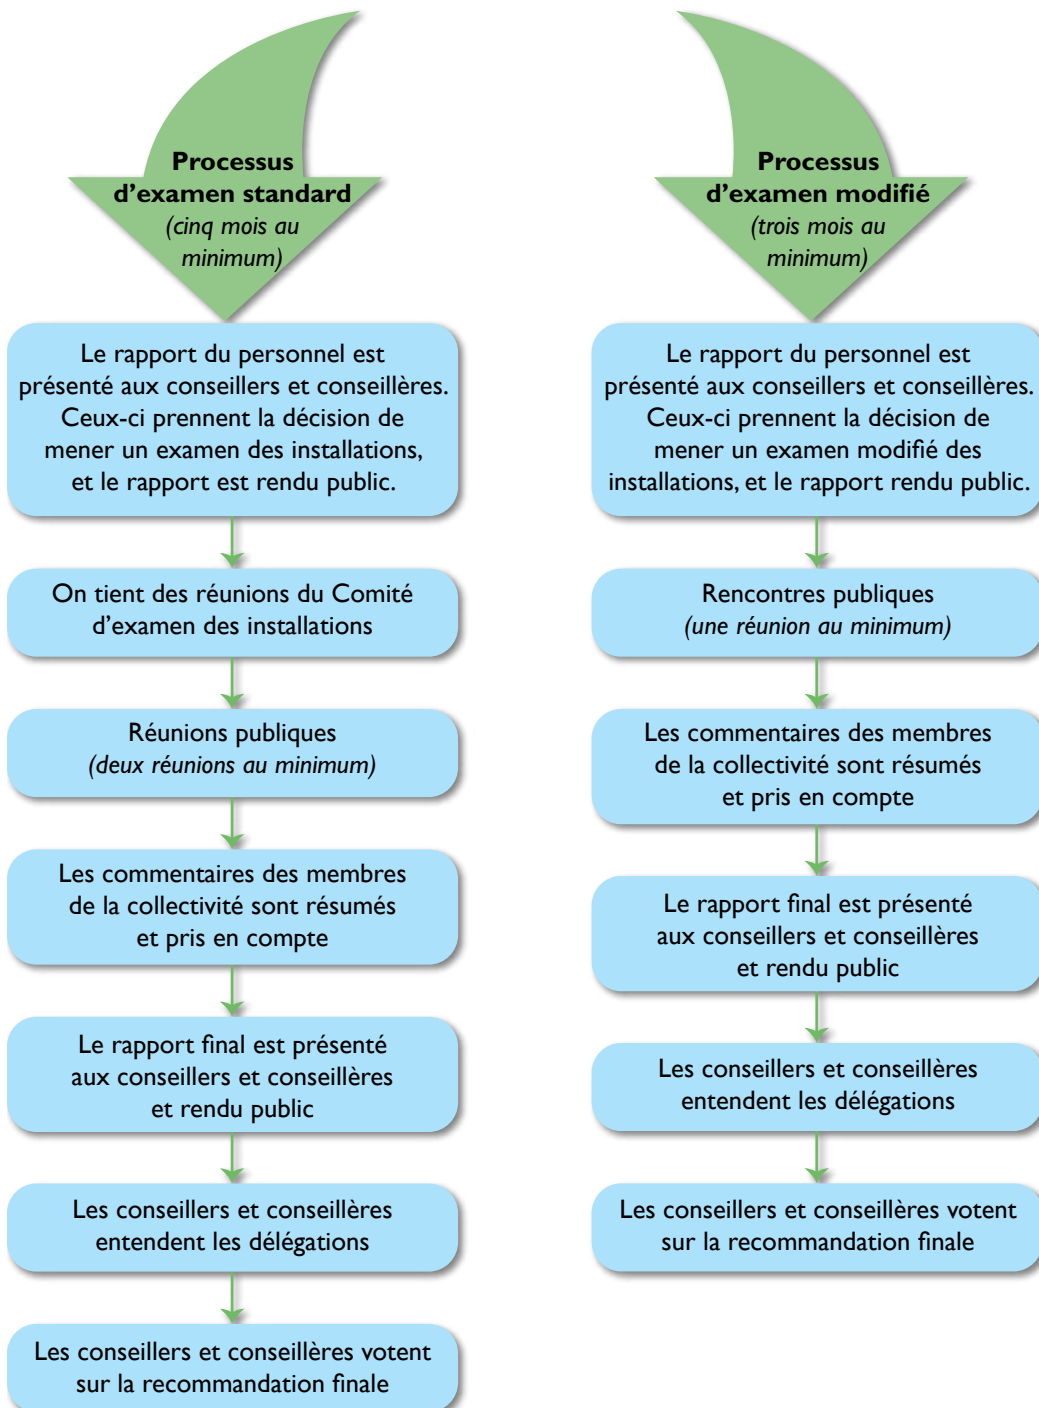 Processus
d'examen standard
(cinq mois au
minimum)
Le rapport du personnel est
présenté aux conseillers et conseillères.
Ceux-ci prennent la décision de
mener un examen des installations,
et le rapport est rendu public.
On tient des réunions du Comité
d'examen des installations
Réunions publiques
(deux réunions au minimum)
Les commentaires des membres
de la collectivité sont résumés
et pris en compte
Le rapport final est présenté
aux conseillers et conseillères
et rendu public
Les conseillers et conseillères
entendent les délégations
Les conseillers et conseillères votent
sur la recommandation finale
Processus
d'examen modifié
(trois mois au
minimum)
Le rapport du personnel est
présenté aux conseillers et conseillères.
Ceux-ci prennent la décision de
mener un examen modifié des
installations, et le rapport rendu public.
Rencontres publiques
(une réunion au minimum)
Les commentaires des membres
de la collectivité sont résumés
et pris en compte
Le rapport final est présenté
aux conseillers et conseillères
et rendu public
Les conseillers et conseillères
entendent les délégations
Les conseillers et conseillères votent
sur la recommandation finale